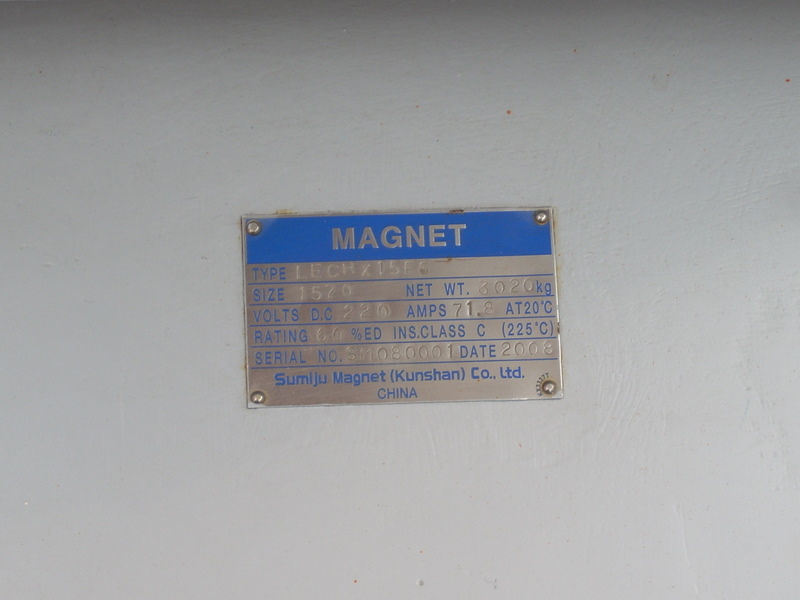 MAGNET
TYPE
SIZE 1570 NET WT. 3020kg
VOLTS D.C 220 AMPS 71.8 AT20°C
RATING 60 %ED INS.CLASS C (225°C)
SERIAL NO. DATE 2008
Sumiju Magnet (Kunshan) Co., Ltd.
CHINA